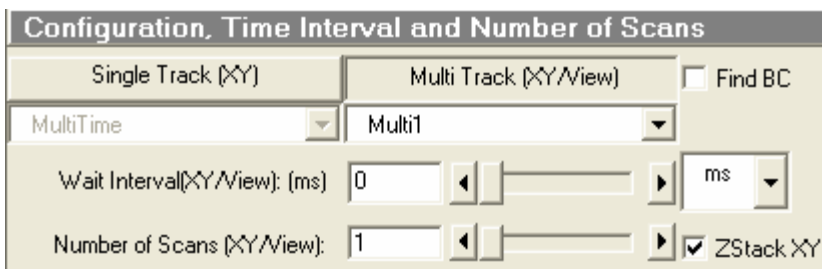 Configuration, Time Interval and Number of Scans
Single Track (XY) Multi Track (XY/View) Find BC
MultiTime Multi1
Wait Interval(XY/View): (ms) 0 ms
Number of Scans (XY/View): 1 ZStack XY